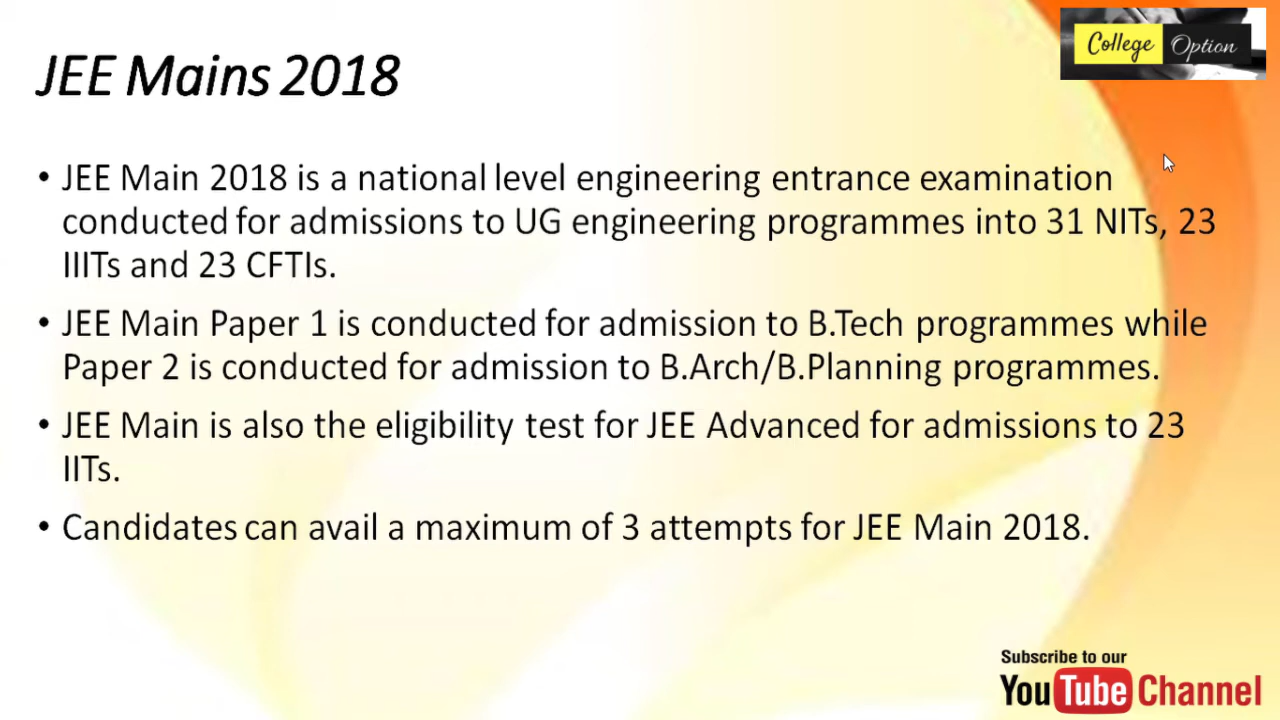 College Option
JEE Mains 2018
• JEE Main 2018 is a national level engineering entrance examination
conducted for admissions to UG engineering programmes into 31 NITs, 23
IIITs and 23 CFTIs.
• JEE Main Paper 1 is conducted for admission to B.Tech programmes while
Paper 2 is conducted for admission to B.Arch/B.Planning programmes.
• JEE Main is also the eligibility test for JEE Advanced for admissions to 23
IITs.
• Candidates can avail a maximum of 3 attempts for JEE Main 2018.
Subscribe to our
YouTube Channel